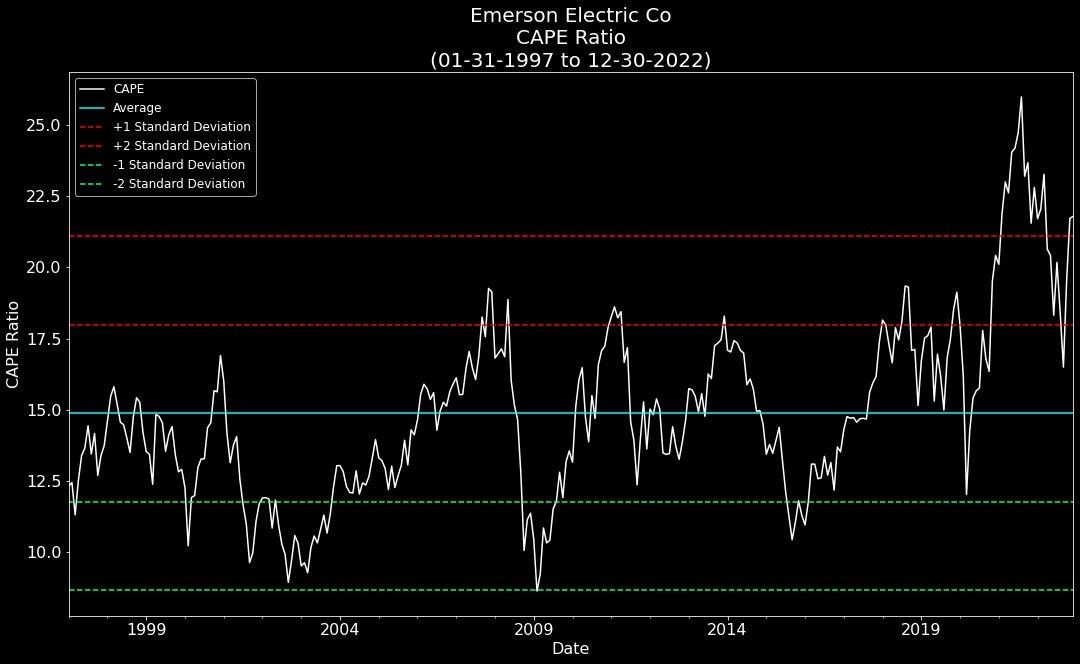 Emerson Electric Co
CAPE Ratio
(01-31-1997 to 12-30-2022)
CAPE
Average
+1 Standard Deviation
+2 Standard Deviation
-1 Standard Deviation
-2 Standard Deviation
CAPE Ratio
25.0
22.5
20.0
17.5
15.0
12.5
10.0
1999
2004
2009
2014
2019
Date